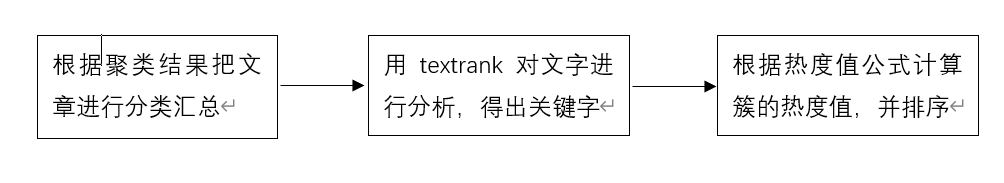 根据聚类结果把文
章进行分类汇总↵
用 textrank 对文字进
行分析，得出关键字↵
根据热度值公式计算
簇的热度值，并排序↵